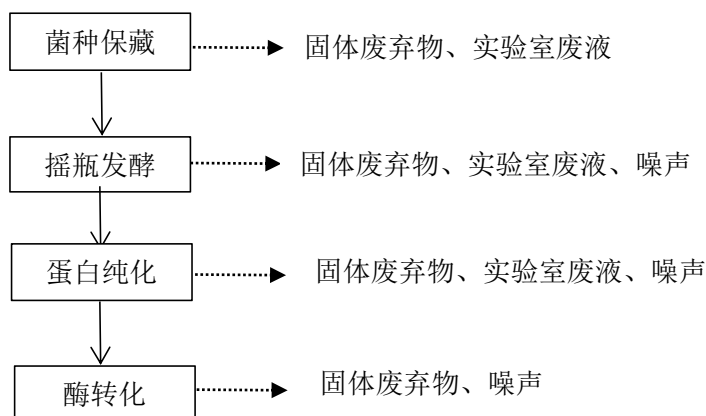 菌种保藏
固体废弃物、实验室废液
摇瓶发酵
固体废弃物、实验室废液、噪声
蛋白纯化
固体废弃物、实验室废液、噪声
酶转化
固体废弃物、噪声